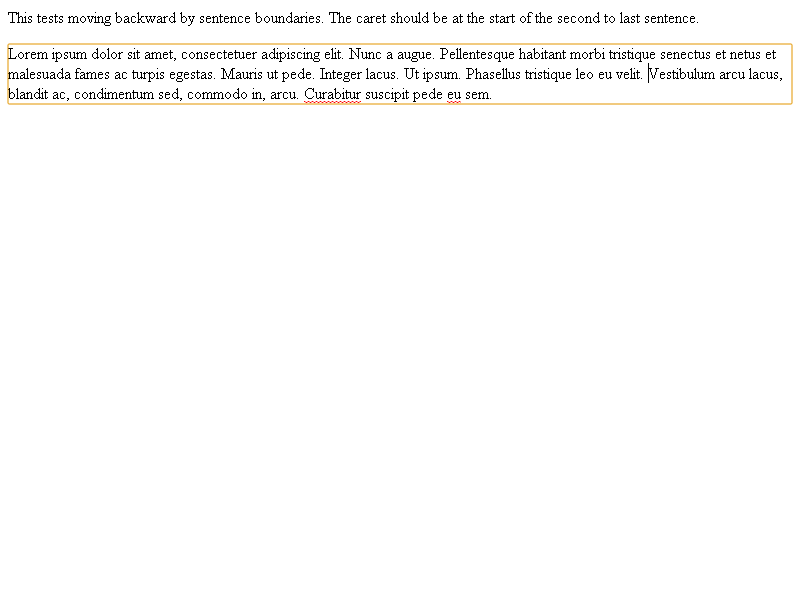 This tests moving backward by sentence boundaries. The caret should be at the start of the second to last sentence.
Lorem ipsum dolor sit amet, consectetuer adipiscing elit. Nunc a augue. Pellentesque habitant morbi tristique senectus et netus et
malesuada fames ac turpis egestas. Mauris ut pede. Integer lacus. Ut ipsum. Phasellus tristique leo eu velit. Vestibulum arcu lacus,
blandit ac, condimentum sed, commodo in, arcu. Curabitur suscipit pede eu sem.